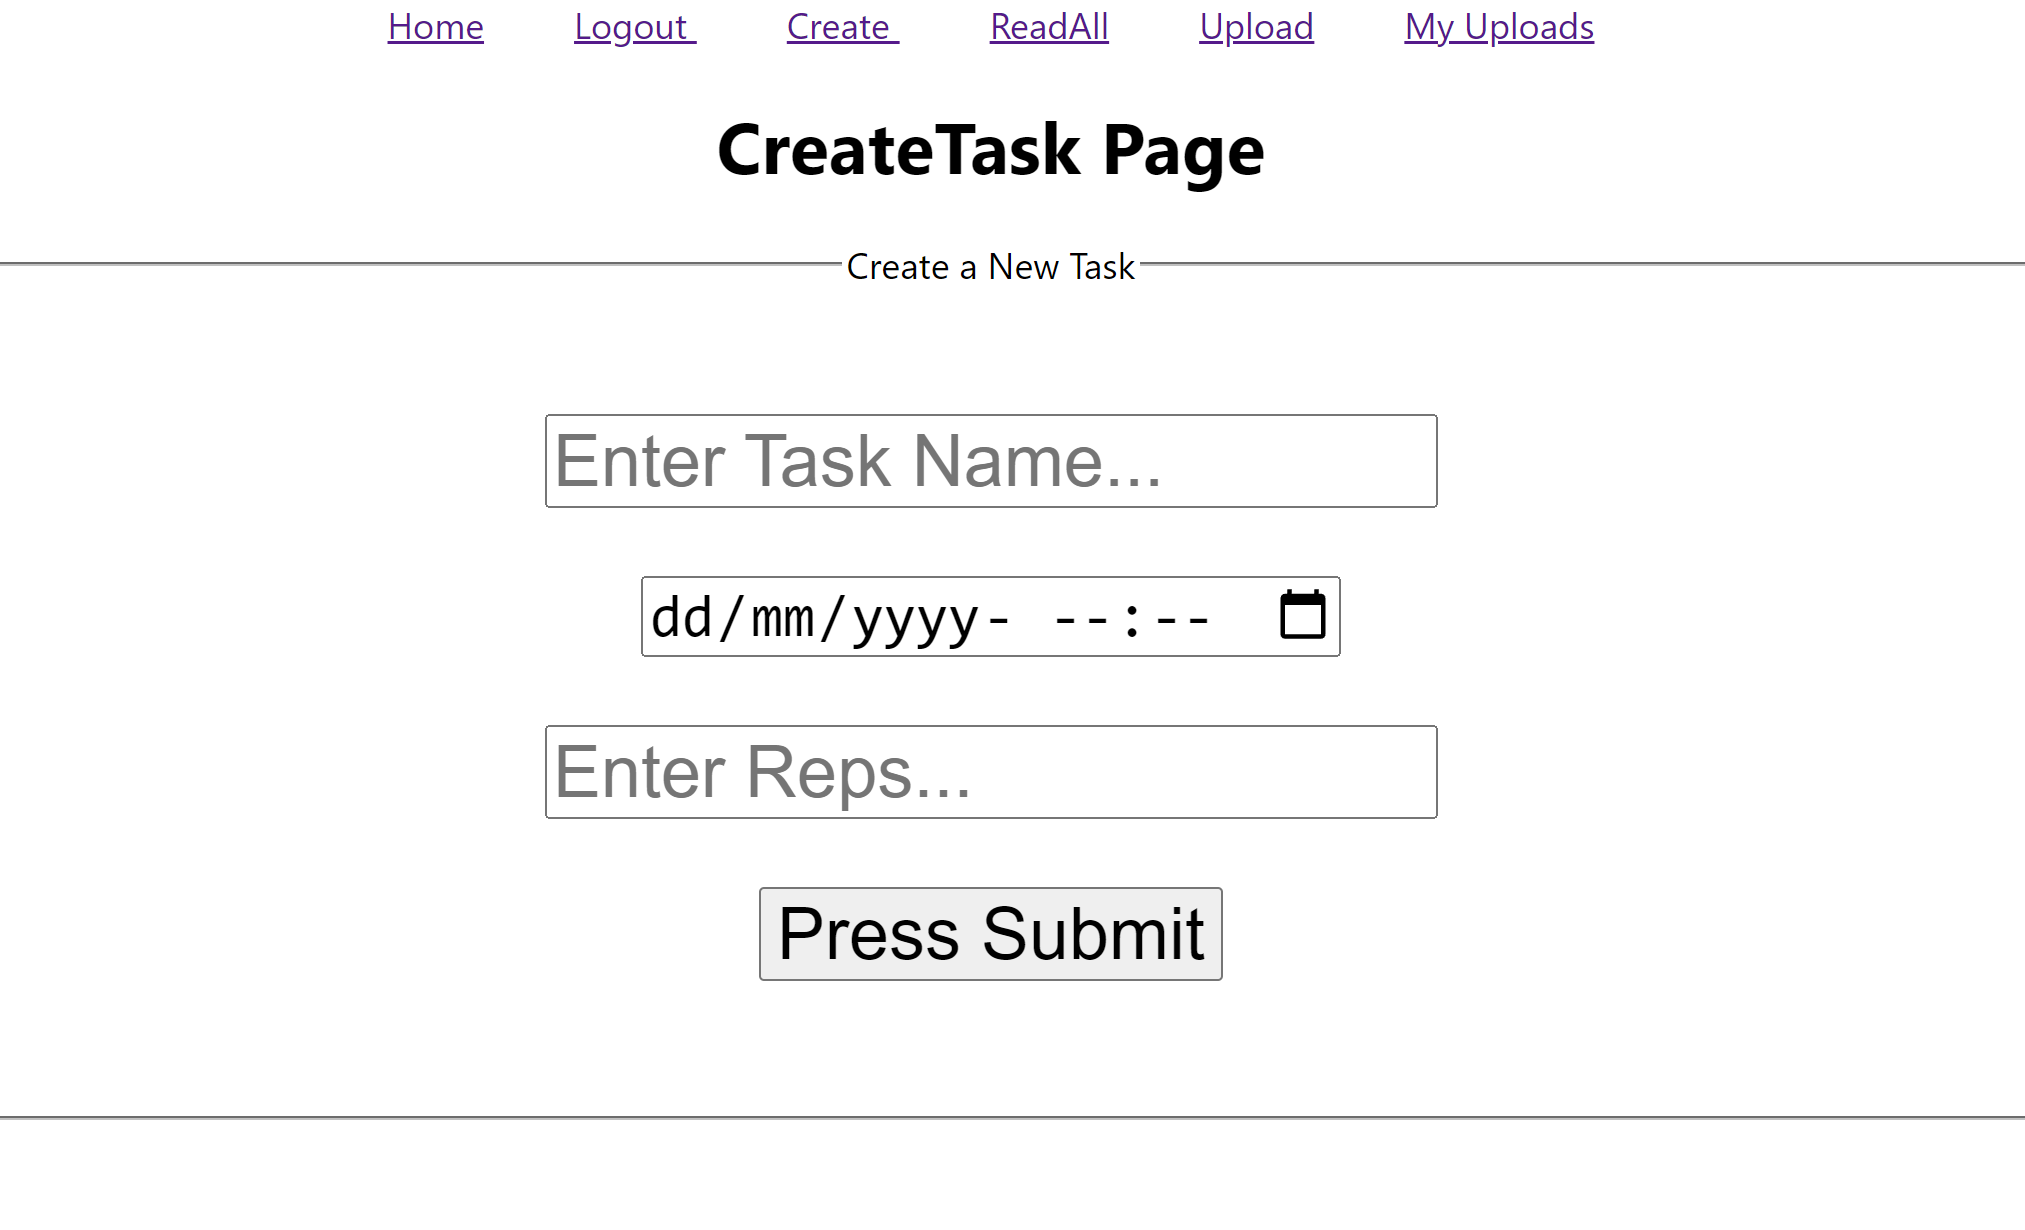 Home Logout Create ReadAll Upload My Uploads
CreateTask Page
Create a New Task
Enter Task Name...
dd/mm/yyyy- --:--
Enter Reps...
Press Submit